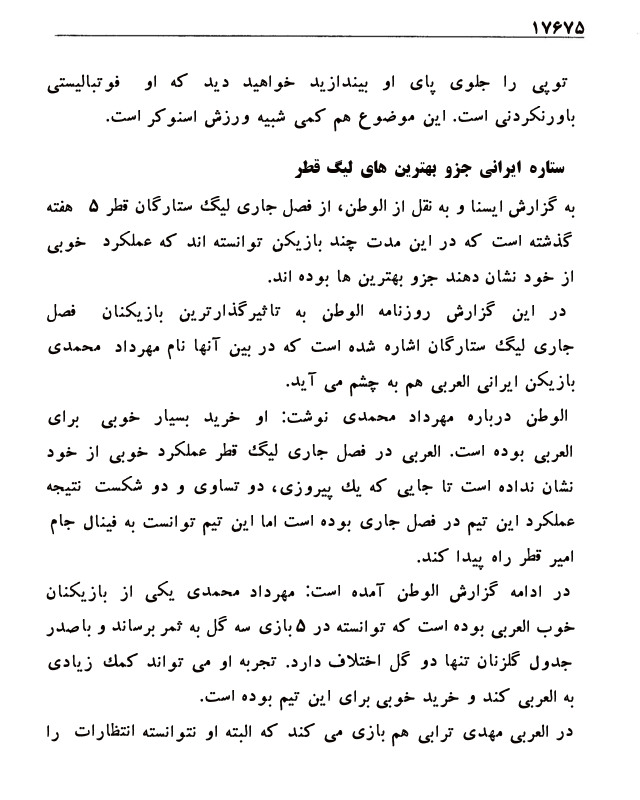 ۱۷۶۷۵
توپی را جلوی پای او بیندازید خواهید دید که او فوتبالیستی
باورنکردنی است. این موضوع هم کمی شبیه ورزش اسنوکر است.
ستاره ایرانی جزو بهترین های لیگ قطر
به گزارش ایسنا و به نقل از الوطن، از فصل جاری لیگ ستارگان قطر ۵ هفته
گذشته است که در این مدت چند بازیکن توانسته اند که عملکرد خوبی
از خود نشان دهند جزو بهترین ها بوده اند.
در این گزارش روزنامه الوطن به تاثیرگذارترین بازیکنان فصل
جاری لیگ ستارگان اشاره شده است که در بین آنها نام مهرداد محمدی
بازیکن ایرانی العربی هم به چشم می آید.
الوطن درباره مهرداد محمدی نوشت: او خرید بسیار خوبی برای
العربی بوده است. العربی در فصل جاری لیگ قطر عملکرد خوبی از خود
نشان نداده است تا جایی که یك پیروزی، دو تساوی و دو شکست نتیجه
عملکرد این تیم در فصل جاری بوده است اما این تیم توانست به فینال جام
امیر قطر راه پیدا کند.
در ادامه گزارش الوطن آمده است: مهرداد محمدی یکی از بازیکنان
خوب العربی بوده است که توانسته در ۵ بازی سه گل به ثمر برساند و باصدر
جدول گلزنان تنها دو گل اختلاف دارد. تجربه او می تواند کمك زیادی
به العربی کند و خرید خوبی برای این تیم بوده است.
در العربی مهدی ترابی هم بازی می کند که البته او نتوانسته انتظارات را